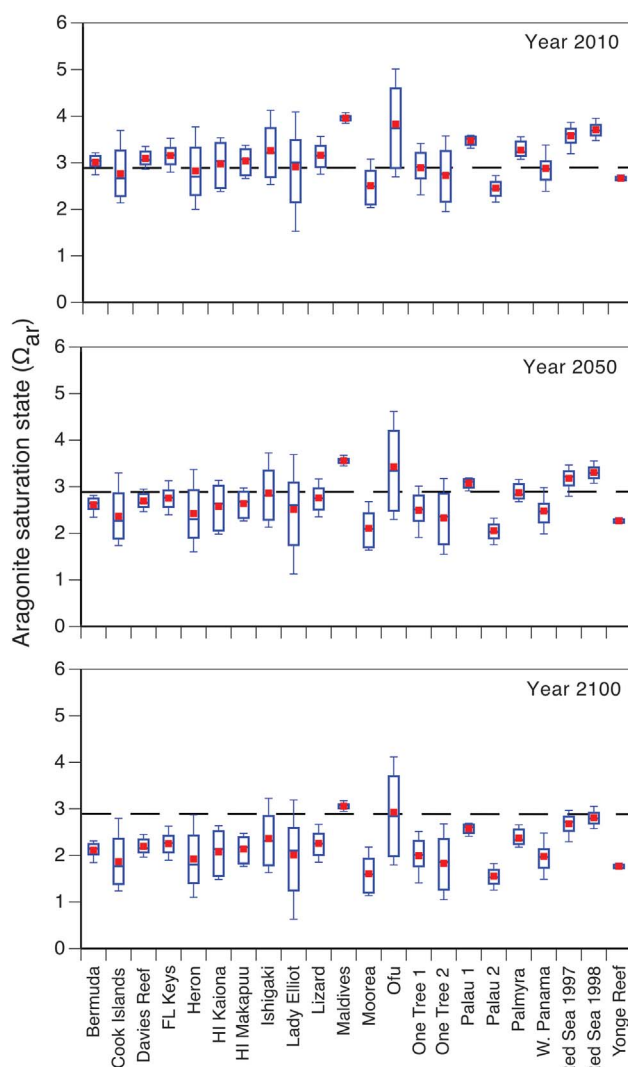 Aragonite saturation state (Ωar)
6
Year 2010
5
4
3
2
1
0
6
Year 2050
5
4
3
2
1
0
6
Year 2100
5
4
3
2
1
0
Bermuda
Cook Islands
Davies Reef
FL Keys
Heron
HI Kaiona
HI Makapuu
Ishigaki
Lady Elliot
Lizard
Maldives
Moorea
Ofu
One Tree 1
One Tree 2
Palau 1
Palau 2
Palmyra
W. Panama
ed Sea 1997
ed Sea 1998
Yonge Reef